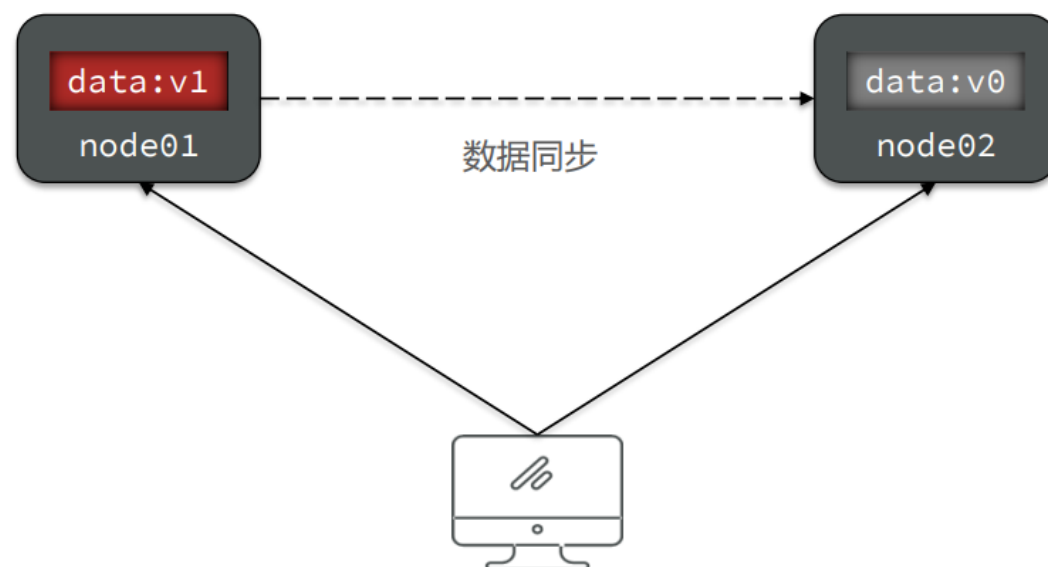 data:v1
node01
数据同步
data:v0
node02